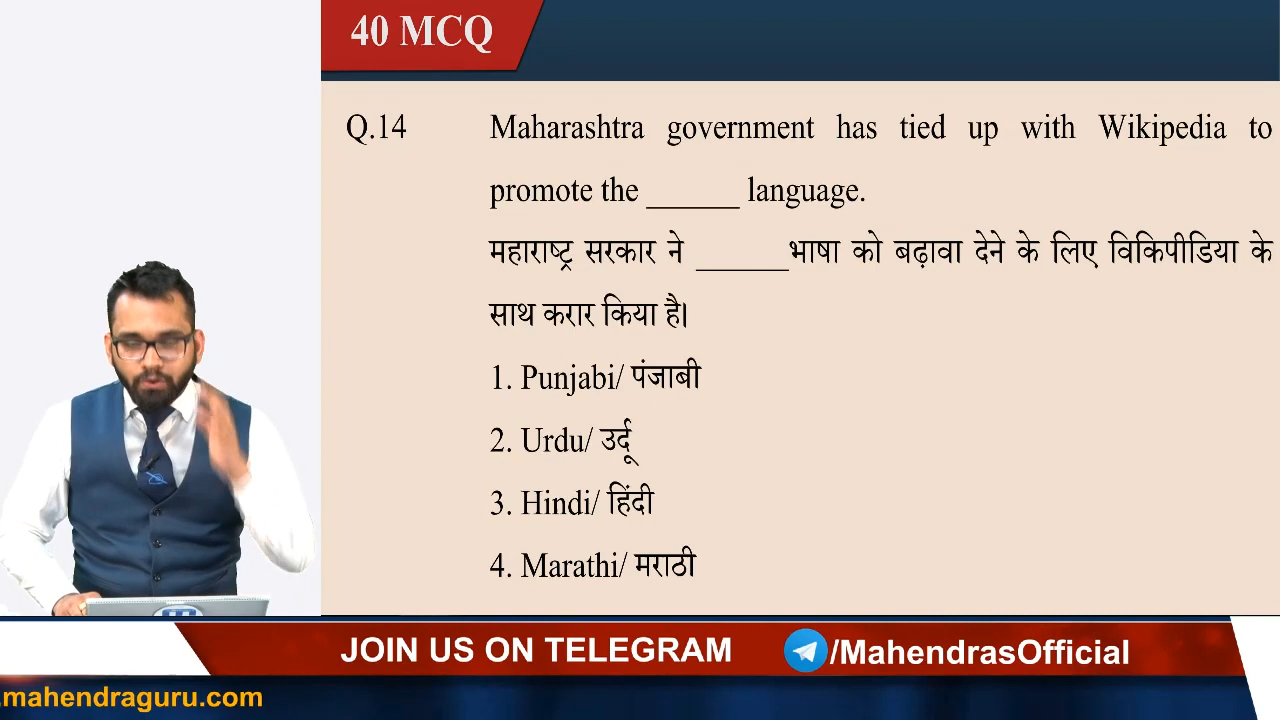 40 MCQ
Q.14 Maharashtra government has tied up with Wikipedia to
promote the ______ language.
महाराष्ट्र सरकार ने ______भाषा को बढ़ावा देने के लिए विकिपीडिया के
साथ करार किया है।
1. Punjabi/ पंजाबी
2. Urdu/ उर्दू
3. Hindi/ हिंदी
4. Marathi/ मराठी
JOIN US ON TELEGRAM /MahendrasOfficial
.mahendraguru.com